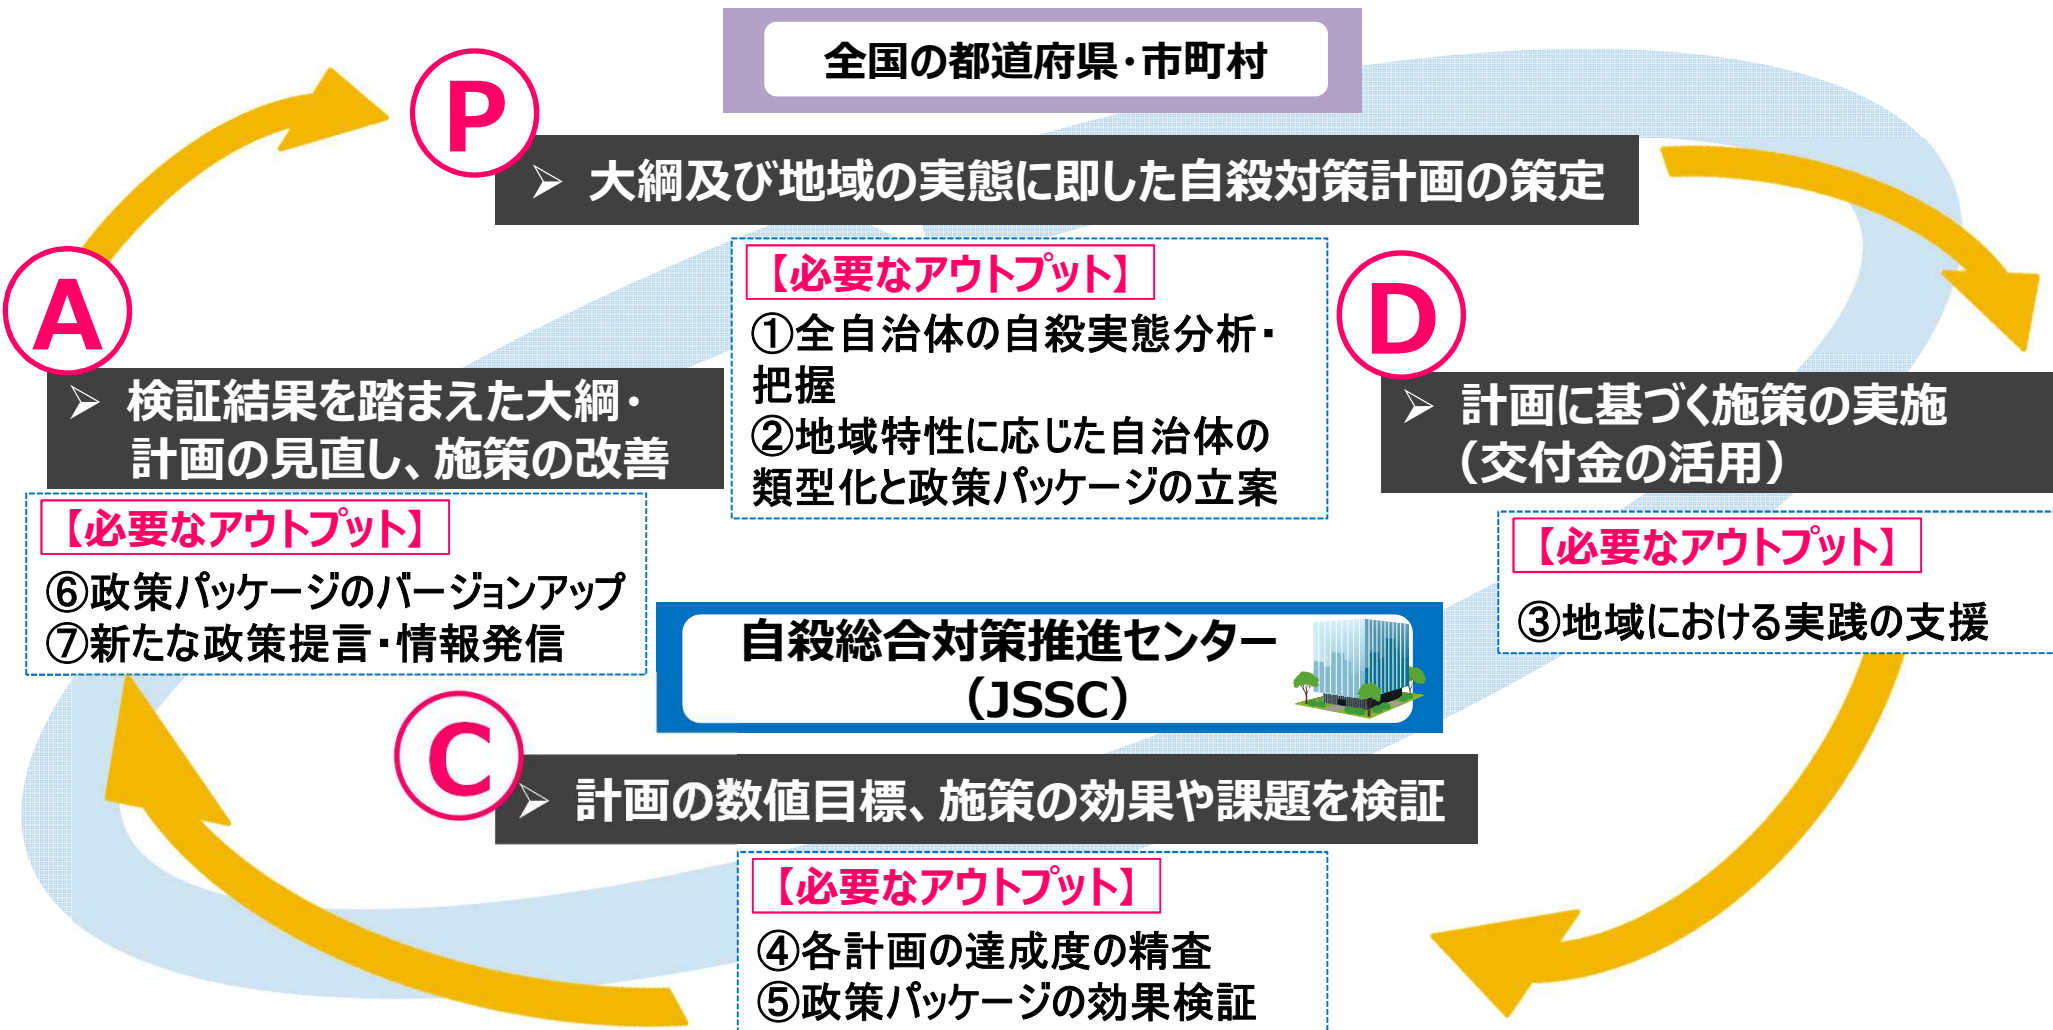 全国の都道府県・市町村
P
➢ 大綱及び地域の実態に即した自殺対策計画の策定
【必要なアウトプット】
①全自治体の自殺実態分析・
把握
②地域特性に応じた自治体の
類型化と政策パッケージの立案
D
➢ 計画に基づく施策の実施
（交付金の活用）
【必要なアウトプット】
③地域における実践の支援
A
➢ 検証結果を踏まえた大綱・
計画の見直し、施策の改善
【必要なアウトプット】
⑥政策パッケージのバージョンアップ
⑦新たな政策提言・情報発信
自殺総合対策推進センター
（JSSC）
C
➢ 計画の数値目標、施策の効果や課題を検証
【必要なアウトプット】
④各計画の達成度の精査
⑤政策パッケージの効果検証